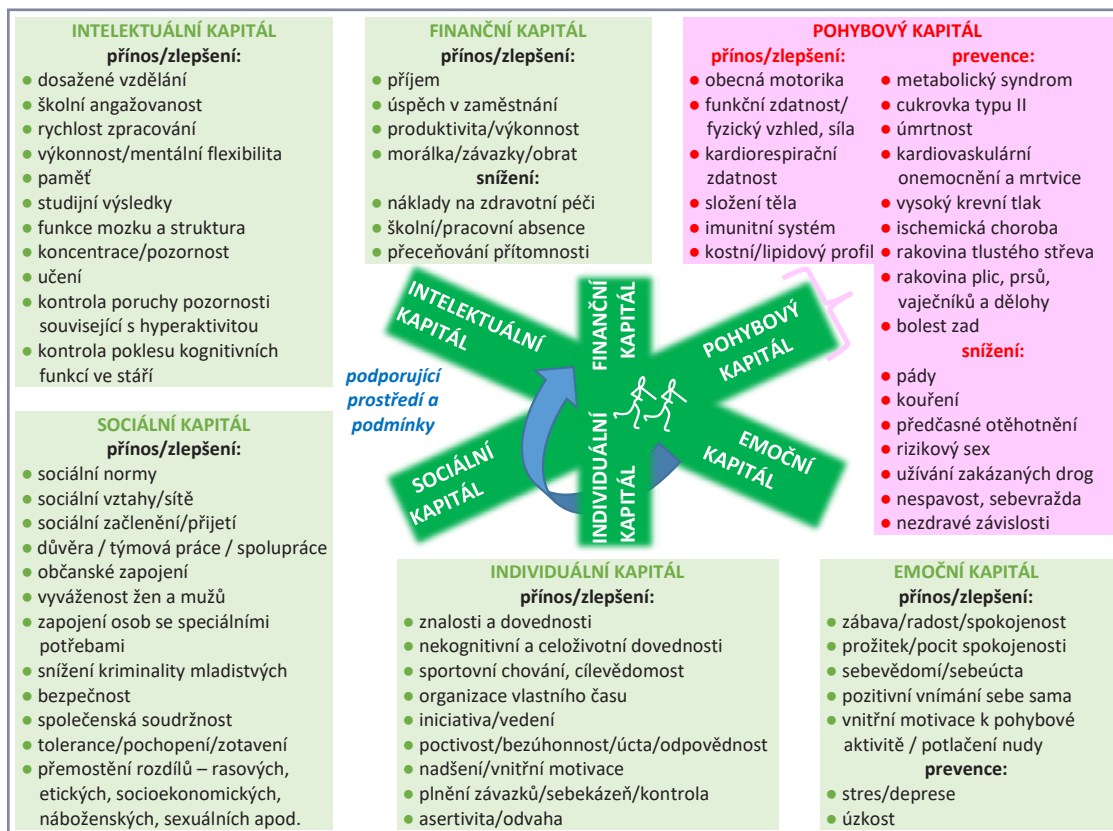 INTELEKTUÁLNÍ KAPITÁL
přínos/zlepšení:
● dosažené vzdělání
● školní angažovanost
● rychlost zpracování
● výkonnost/mentální flexibilita
● paměť
● studijní výsledky
● funkce mozku a struktura
● koncentrace/pozornost
● učení
● kontrola poruchy pozornosti
související s hyperaktivitou
● kontrola poklesu kognitivních
funkcí ve stáří
FINANČNÍ KAPITÁL
přínos/zlepšení:
● příjem
● úspěch v zaměstnání
● produktivita/výkonnost
● morálka/závazky/obrat
snížení:
● náklady na zdravotní péči
● školní/pracovní absence
● přeceňování přítomnosti
POHYBOVÝ KAPITÁL
přínos/zlepšení:
● obecná motorika
● funkční zdatnost/
fyzický vzhled, síla
● kardiorespirační
zdatnost
● složení těla
● imunitní systém
● kostní/lipidový profil
prevence:
● metabolický syndrom
● cukrovka typu II
● úmrtnost
● kardiovaskulární
onemocnění a mrtvice
● vysoký krevní tlak
● ischemická choroba
● rakovina tlustého střeva
● rakovina plic, prsů,
vaječníků a dělohy
● bolest zad
snížení:
● pády
● kouření
● předčasné otěhotnění
● rizikový sex
● užívání zakázaných drog
● nespavost, sebevražda
● nezdravé závislosti
INTELEKTUÁLNÍ
KAPITÁL
FINANČNÍ
KAPITÁL
POHYBOVÝ
KAPITÁL
podporující
prostředí a
podmínky
SOCIÁLNÍ
KAPITÁL
INDIVIDUÁLNÍ
KAPITÁL
EMOČNÍ
KAPITÁL
SOCIÁLNÍ KAPITÁL
přínos/zlepšení:
● sociální normy
● sociální vztahy/sítě
● sociální začlenění/přijetí
● důvěra / týmová práce / spolupráce
● občanské zapojení
● vyváženost žen a mužů
● zapojení osob se speciálními
potřebami
● snížení kriminality mladistvých
● bezpečnost
● společenská soudržnost
● tolerance/pochopení/zotavení
● přemostění rozdílů – rasových,
etických, socioekonomických,
náboženských, sexuálních apod.
INDIVIDUÁLNÍ KAPITÁL
přínos/zlepšení:
● znalosti a dovednosti
● nekognitivní a celoživotní dovednosti
● sportovní chování, cílevědomost
● organizace vlastního času
● iniciativa/vedení
● poctivost/bezúhonnost/úcta/odpovědnost
● nadšení/vnitřní motivace
● plnění závazků/sebekázeň/kontrola
● asertivita/odvaha
EMOČNÍ KAPITÁL
přínos/zlepšení:
● zábava/radost/spokojenost
● prožitek/pocit spokojenosti
● sebevědomí/sebeúcta
● pozitivní vnímání sebe sama
● vnitřní motivace k pohybové
aktivitě / potlačení nudy
prevence:
● stres/deprese
● úzkost